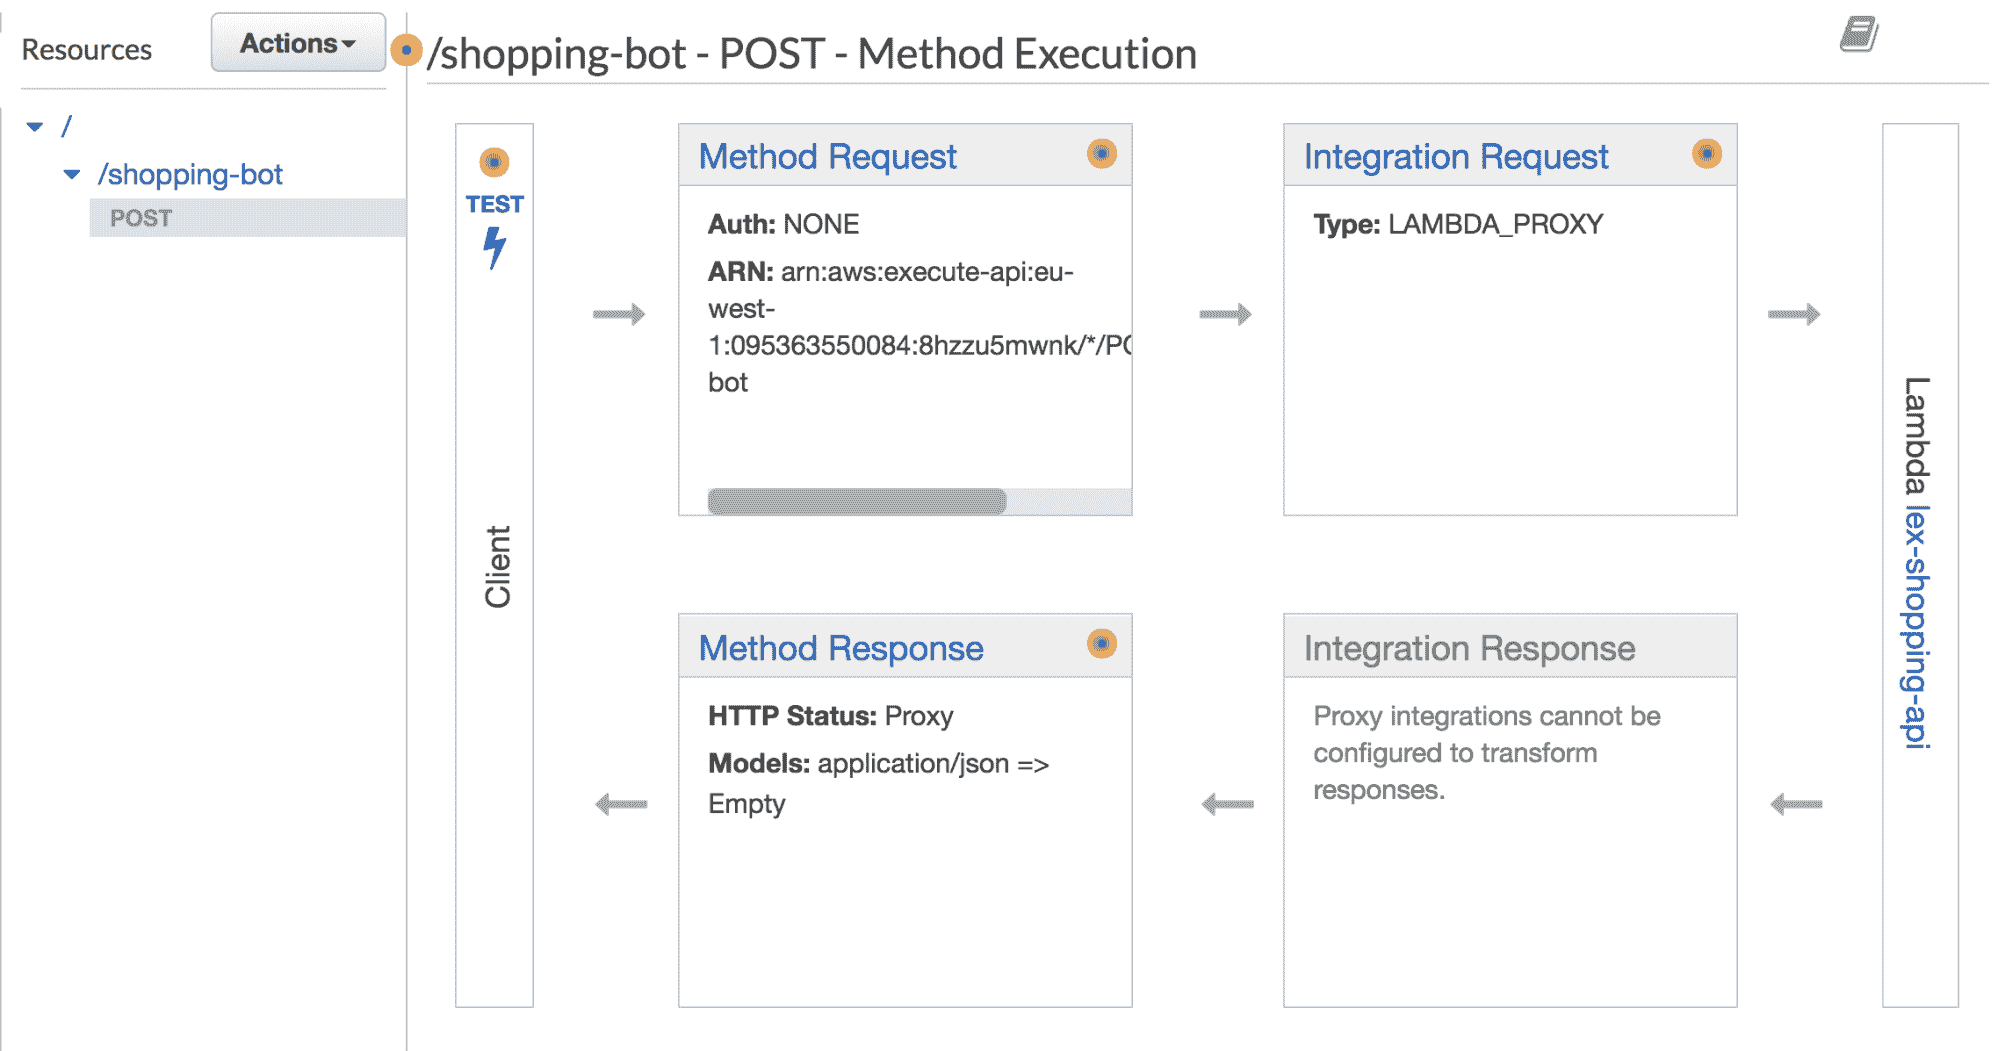 Resources
Actions
/shopping-bot - POST - Method Execution
/
/shopping-bot
POST
TEST
Client
Method Request
Auth: NONE
ARN: arn:aws:execute-api:eu-
west-
1:095363550084:8hzzu5mwnk/*/PO
bot
Integration Request
Type: LAMBDA_PROXY
Lambda lex-shopping-api
Method Response
HTTP Status: Proxy
Models: application/json =>
Empty
Integration Response
Proxy integrations cannot be
configured to transform
responses.